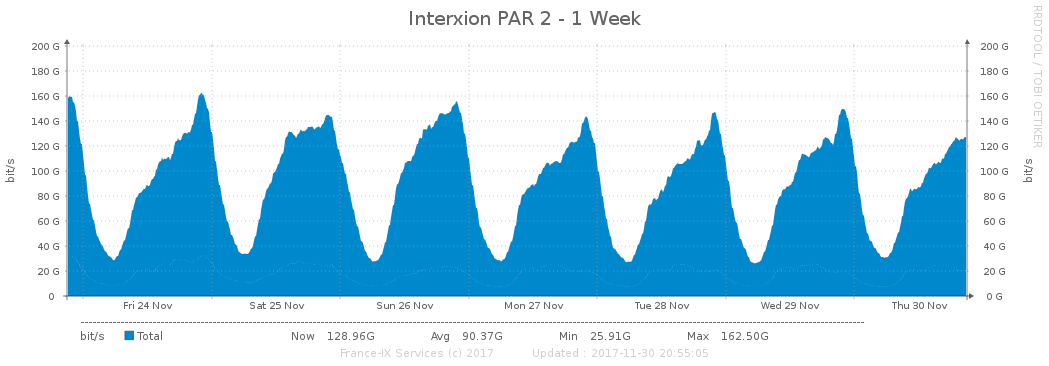 Interxion PAR 2 - 1 Week
RRDTOOL / TOBI OETIKER
200 G 200 G
180 G 180 G
160 G 160 G
140 G 140 G
120 G 120 G
100 G 100 G
80 G 80 G
60 G 60 G
40 G 40 G
20 G 20 G
0 0 G
bit/s bit/s
Fri 24 Nov Sat 25 Nov Sun 26 Nov Mon 27 Nov Tue 28 Nov Wed 29 Nov Thu 30 Nov
bit/s Total Now 128.96G Avg 90.37G Min 25.91G Max 162.50G
France-IX Services (c) 2017 Updated : 2017-11-30 20:55:05